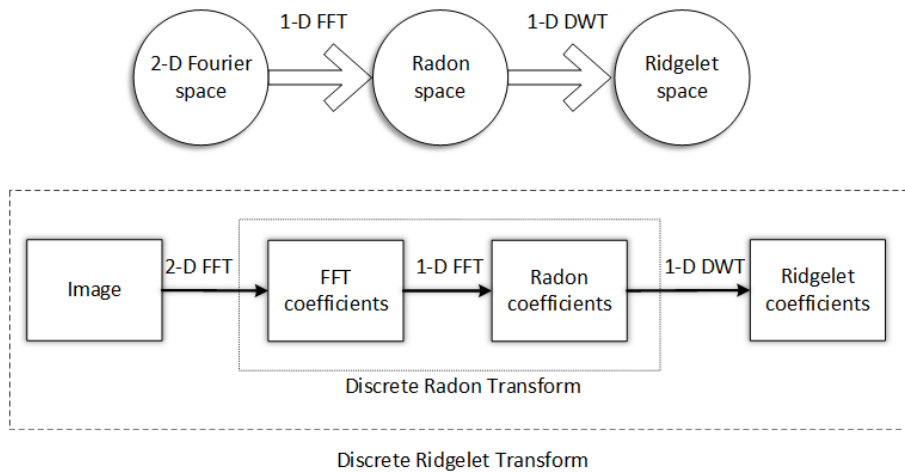 1-D FFT
1-D DWT
2-D Fourier
space
Radon
space
Ridgelet
space
Image
2-D FFT
FFT
coefficients
1-D FFT
Radon
coefficients
1-D DWT
Ridgelet
coefficients
Discrete Radon Transform
Discrete Ridgelet Transform